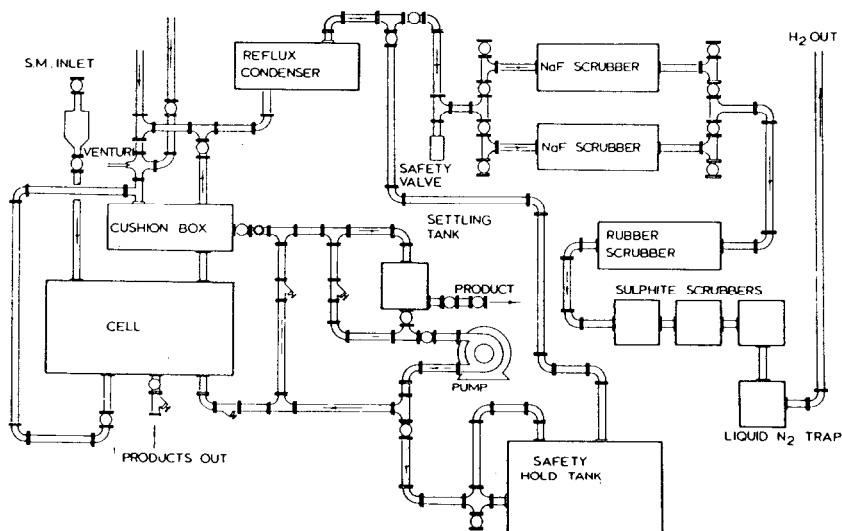 S.M. INLET
REFLUX
CONDENSER
NaF SCRUBBER
H2 OUT
NaF SCRUBBER
VENTURI
SAFETY
VALVE
CUSHION BOX
SETTLING
TANK
RUBBER
SCRUBBER
PRODUCT
SULPHITE SCRUBBERS
CELL
PUMP
PRODUCTS OUT
SAFETY
HOLD TANK
LIQUID N2 TRAP